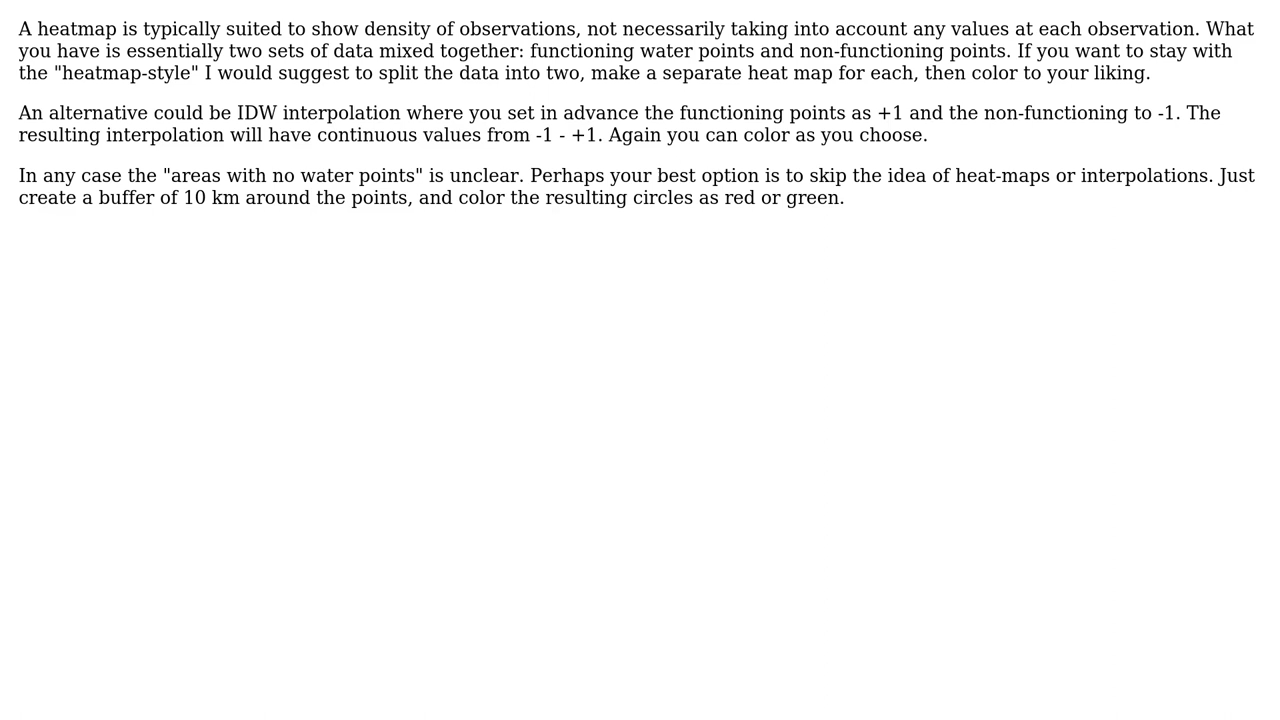 A heatmap is typically suited to show density of observations, not necessarily taking into account any values at each observation. What
you have is essentially two sets of data mixed together: functioning water points and non-functioning points. If you want to stay with
the "heatmap-style" I would suggest to split the data into two, make a separate heat map for each, then color to your liking.
An alternative could be IDW interpolation where you set in advance the functioning points as +1 and the non-functioning to -1. The
resulting interpolation will have continuous values from -1 - +1. Again you can color as you choose.
In any case the "areas with no water points" is unclear. Perhaps your best option is to skip the idea of heat-maps or interpolations. Just
create a buffer of 10 km around the points, and color the resulting circles as red or green.